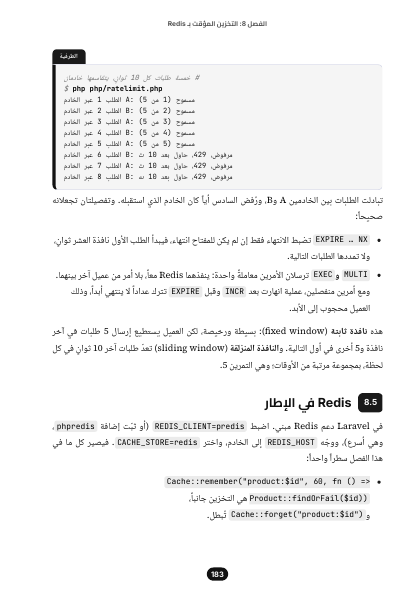 الفصل 8: التخزين المؤقت بـ Redis
الطرفية
# خمسة طلبات كل 10 ثوانٍ، يتقاسمها خادمان
$ php php/ratelimit.php
الطلب 1 عبر الخادم A: مسموح (1 من 5)
الطلب 2 عبر الخادم B: مسموح (2 من 5)
الطلب 3 عبر الخادم A: مسموح (3 من 5)
الطلب 4 عبر الخادم B: مسموح (4 من 5)
الطلب 5 عبر الخادم A: مسموح (5 من 5)
الطلب 6 عبر الخادم B: مرفوض، 429، حاول بعد 10 ث
الطلب 7 عبر الخادم A: مرفوض، 429، حاول بعد 10 ث
الطلب 8 عبر الخادم B: مرفوض، 429، حاول بعد 10 ث
تبادلت الطلبات بين الخادمين A وB، ورُفض السادس أياً كان الخادم الذي استقبله. وتفصيلتان تجعلانه
صحيحاً:
• EXPIRE … NX تضبط الانتهاء فقط إن لم يكن للمفتاح انتهاء، فيبدأ الطلب الأول نافذة العشر ثوانٍ،
ولا تمددها الطلبات التالية.
• MULTI و EXEC ترسلان الأمرين معاملةً واحدة: ينفذهما Redis معاً، بلا أمر من عميل آخر بينهما.
ومع أمرين منفصلين، عملية انهارت بعد INCR وقبل EXPIRE تترك عداداً لا ينتهي أبداً، وذلك
العميل محجوب إلى الأبد.
هذه نافذة ثابتة (fixed window): بسيطة ورخيصة، لكن العميل يستطيع إرسال 5 طلبات في آخر
نافذة و5 أخرى في أول التالية. والنافذة المنزلقة (sliding window) تعدّ طلبات آخر 10 ثوانٍ في كل
لحظة، بمجموعة مرتبة من الأوقات؛ وهي التمرين 5.
8.5 Redis في الإطار
في Laravel دعم Redis مبني. اضبط REDIS_CLIENT=predis (أو ثبّت إضافة phpredis،
وهي أسرع)، ووجّه REDIS_HOST إلى الخادم، واختر CACHE_STORE=redis. فيصير كل ما في
هذا الفصل سطراً واحداً:
• Cache::remember("product:$id", 60, fn () =>
Product::findOrFail($id)) هي التخزين جانباً،
و Cache::forget("product:$id") تُبطل.
183